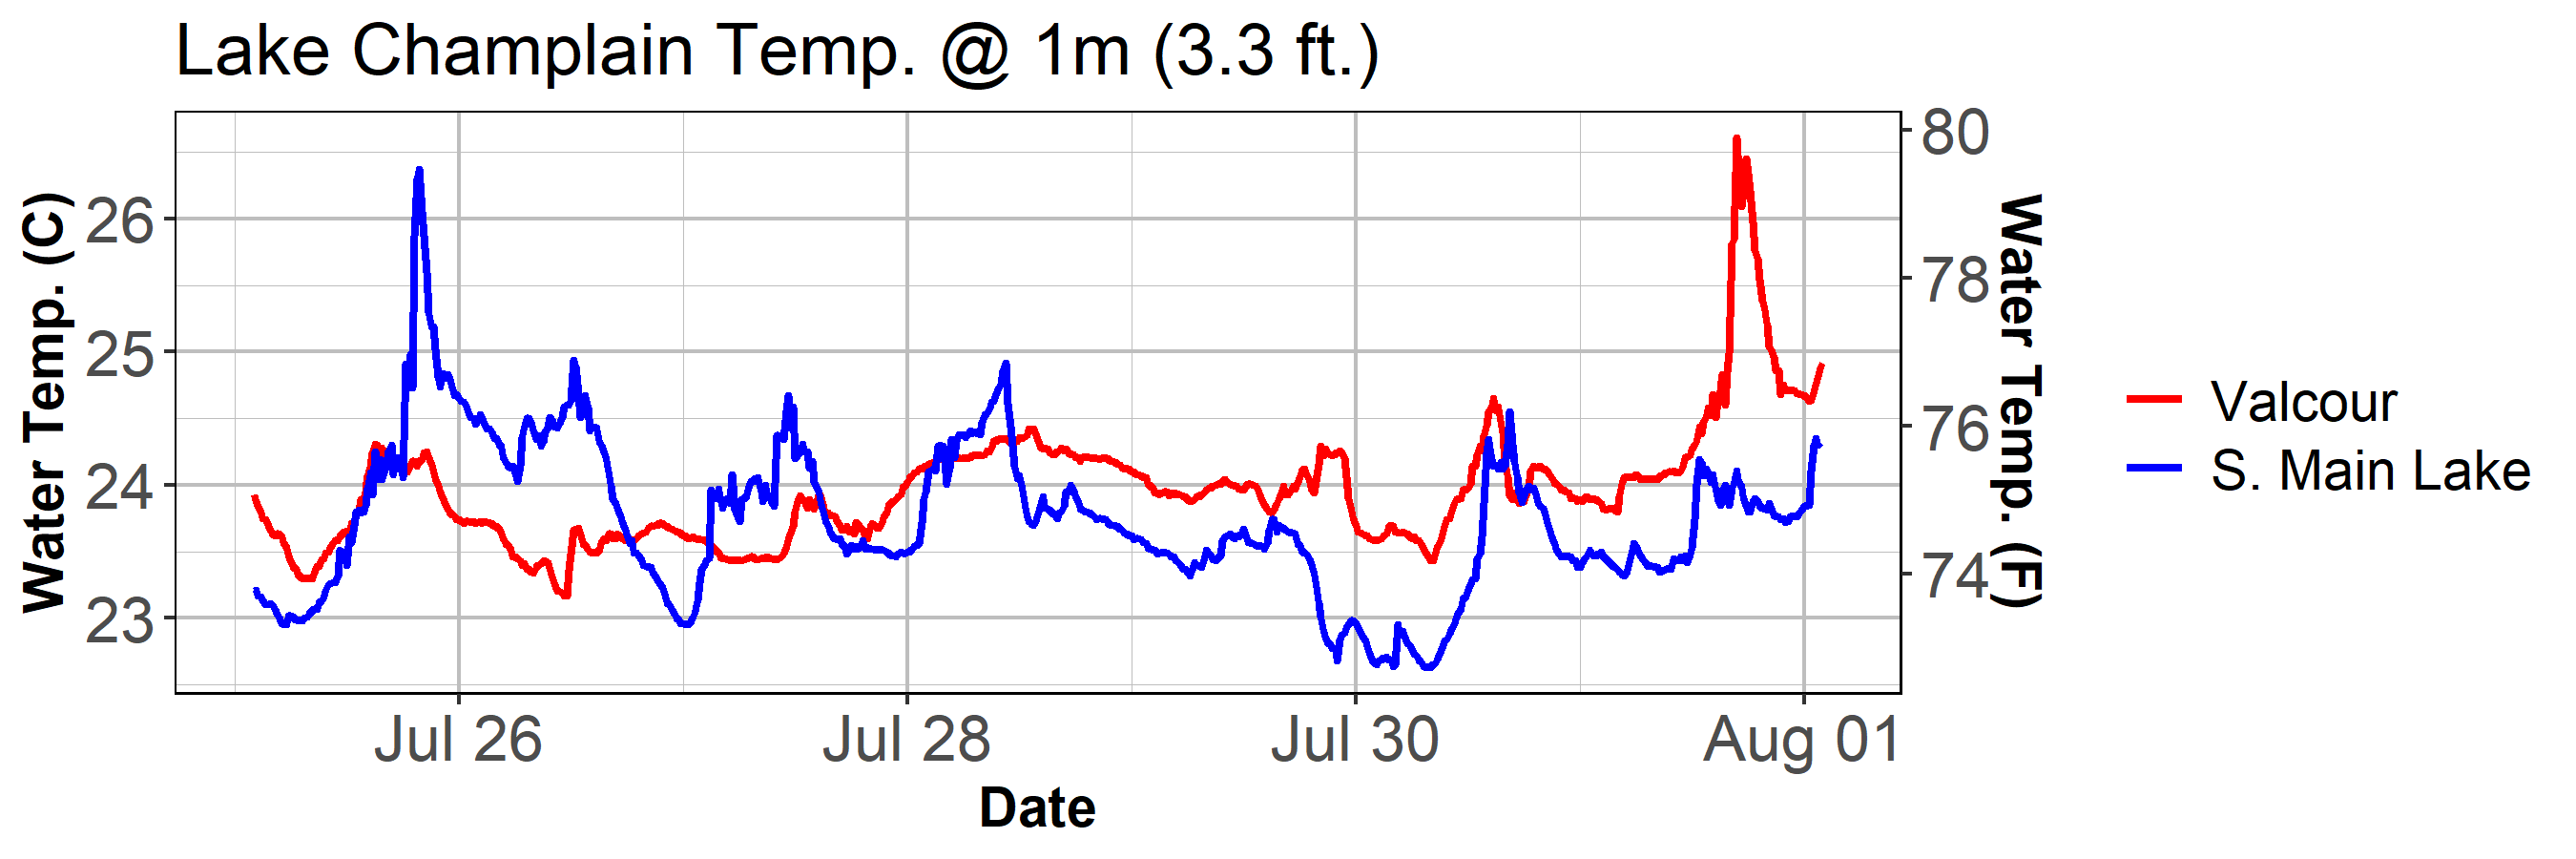 Lake Champlain Temp. @ 1m (3.3 ft.)
Water Temp. (C)
26
25
24
23
80
78
76
74
Water Temp. (F)
Jul 26
Jul 28
Jul 30
Aug 01
Date
Valcour
S. Main Lake